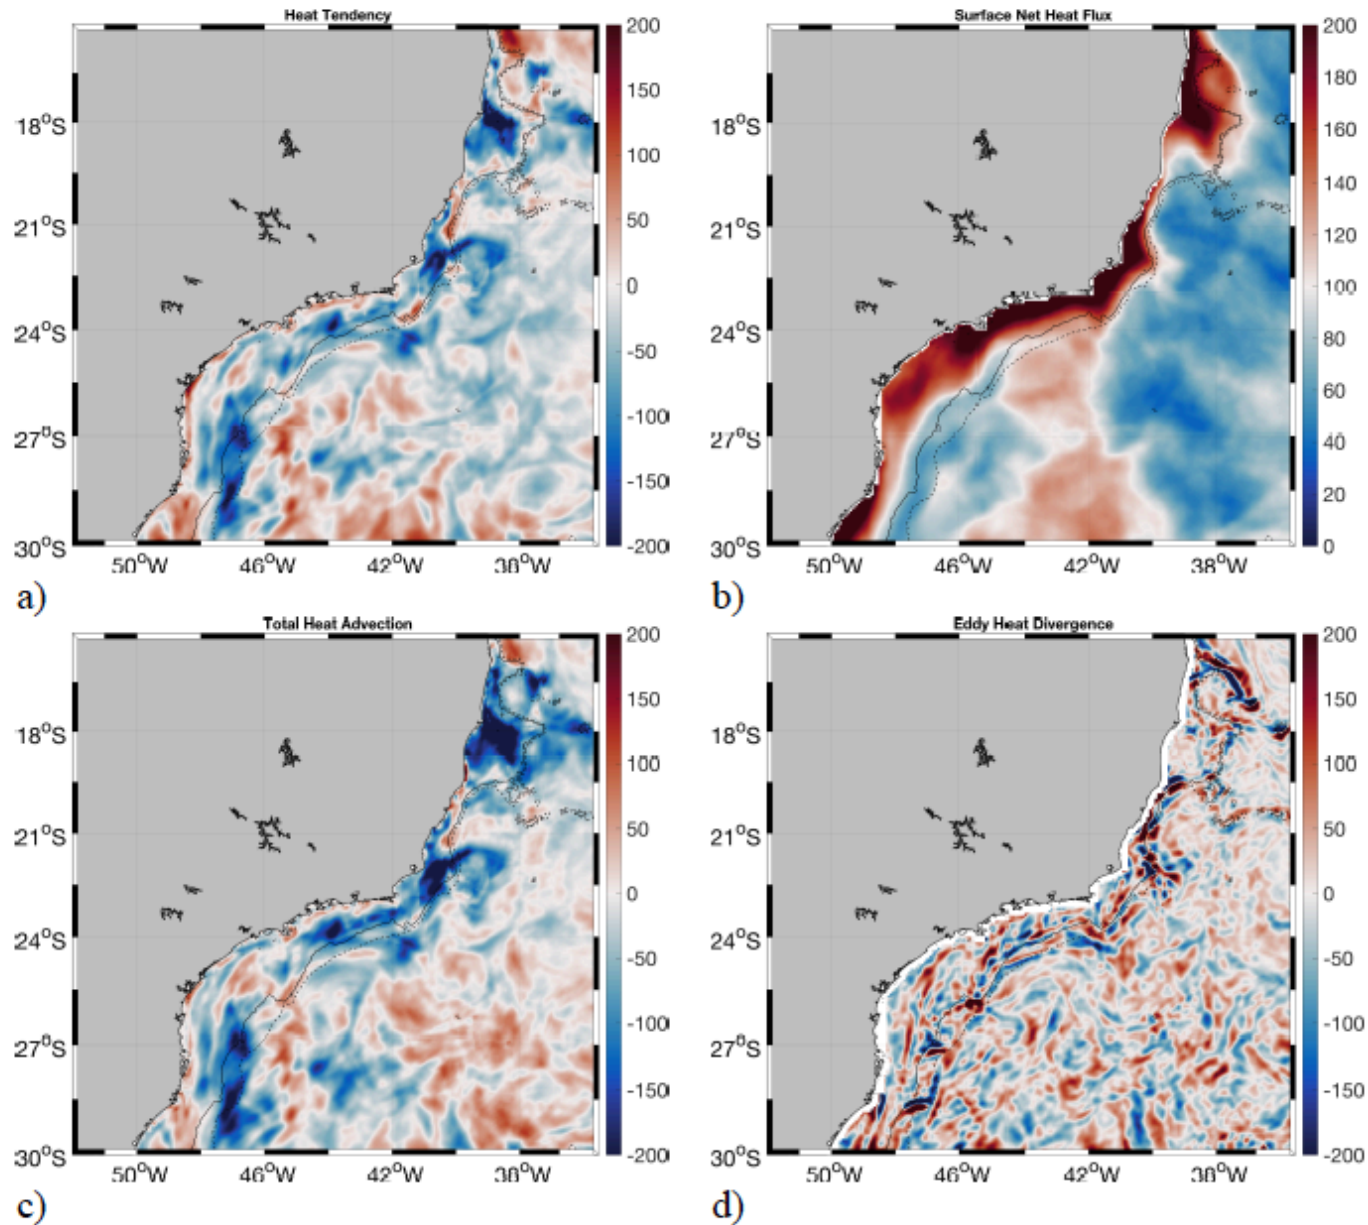 Heat Tendency
18°S
21°S
24°S
27°S
30°S
50°W 46°W 42°W 38°W
200
150
100
50
0
-50
-100
-150
-200
a)
Surface Net Heat Flux
18°S
21°S
24°S
27°S
30°S
50°W 46°W 42°W 38°W
200
180
160
140
120
100
80
60
40
20
0
b)
Total Heat Advection
18°S
21°S
24°S
27°S
30°S
50°W 46°W 42°W 38°W
200
150
100
50
0
-50
-100
-150
-200
c)
Eddy Heat Divergence
18°S
21°S
24°S
27°S
30°S
50°W 46°W 42°W 38°W
200
150
100
50
0
-50
-100
-150
-200
d)